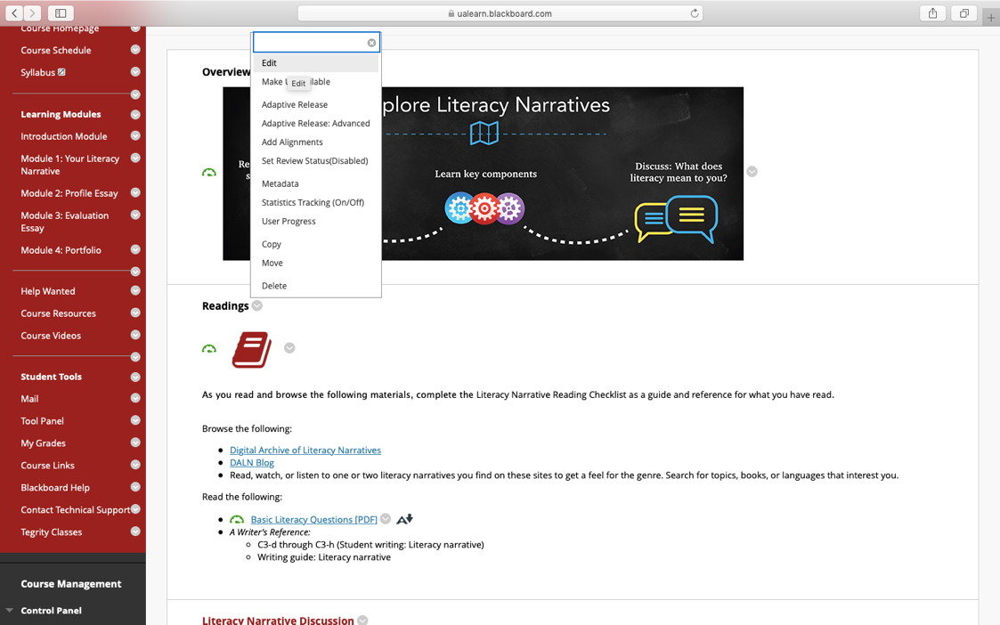 ualearn.blackboard.com
Course Homepage
Course Schedule
Syllabus
Learning Modules
Introduction Module
Module 1: Your Literacy
Narrative
Module 2: Profile Essay
Module 3: Evaluation
Essay
Module 4: Portfolio
Help Wanted
Course Resources
Course Videos
Student Tools
Mail
Tool Panel
My Grades
Course Links
Blackboard Help
Contact Technical Support
Tegrity Classes
Course Management
Control Panel
Overview
Edit
Make
Edit
Adaptive Release
Adaptive Release: Advanced
Add Alignments
Set Review Status(Disabled)
Metadata
Statistics Tracking (On/Off)
User Progress
Copy
Move
Delete
plore Literacy Narratives
Learn key components
Discuss: What does
literacy mean to you?
Readings
As you read and browse the following materials, complete the Literacy Narrative Reading Checklist as a guide and reference for what you have read.
Browse the following:
Digital Archive of Literacy Narratives
DALN Blog
Read, watch, or listen to one or two literacy narratives you find on these sites to get a feel for the genre. Search for topics, books, or languages that interest you.
Read the following:
Basic Literacy Questions [PDF]
A Writer's Reference:
C3-d through C3-h (Student writing: Literacy narrative)
Writing guide: Literacy narrative
Literacy Narrative Discussion